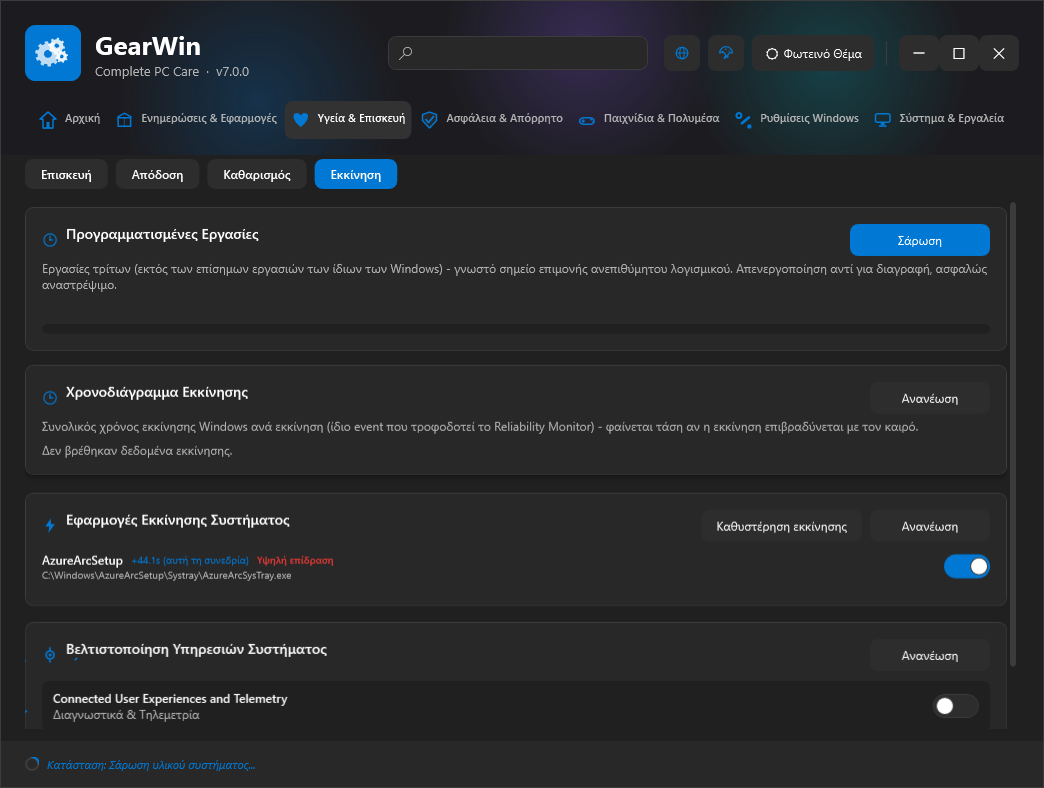 GearWin
Complete PC Care · v7.0.0
Φωτεινό Θέμα
Αρχική
Ενημερώσεις & Εφαρμογές
Υγεία & Επισκευή
Ασφάλεια & Απόρρητο
Παιχνίδια & Πολυμέσα
Ρυθμίσεις Windows
Σύστημα & Εργαλεία
Επισκευή
Απόδοση
Καθαρισμός
Εκκίνηση
Προγραμματισμένες Εργασίες
Σάρωση
Εργασίες τρίτων (εκτός των επίσημων εργασιών των ίδιων των Windows) - γνωστό σημείο επιμονής ανεπιθύμητου λογισμικού. Απενεργοποίηση αντί για διαγραφή, ασφαλώς
αναστρέψιμο.
Χρονοδιάγραμμα Εκκίνησης
Ανανέωση
Συνολικός χρόνος εκκίνησης Windows ανά εκκίνηση (ίδιο event που τροφοδοτεί το Reliability Monitor) - φαίνεται τάση αν η εκκίνηση επιβραδύνεται με τον καιρό.
Δεν βρέθηκαν δεδομένα εκκίνησης.
Εφαρμογές Εκκίνησης Συστήματος
Καθυστέρηση εκκίνησης
Ανανέωση
AzureArcSetup +44.1s (αυτή τη συνεδρία) Υψηλή επίδραση
C:\Windows\AzureArcSetup\Systray\AzureArcSysTray.exe
Βελτιστοποίηση Υπηρεσιών Συστήματος
Ανανέωση
Connected User Experiences and Telemetry
Διαγνωστικά & Τηλεμετρία
Κατάσταση: Σάρωση υλικού συστήματος...